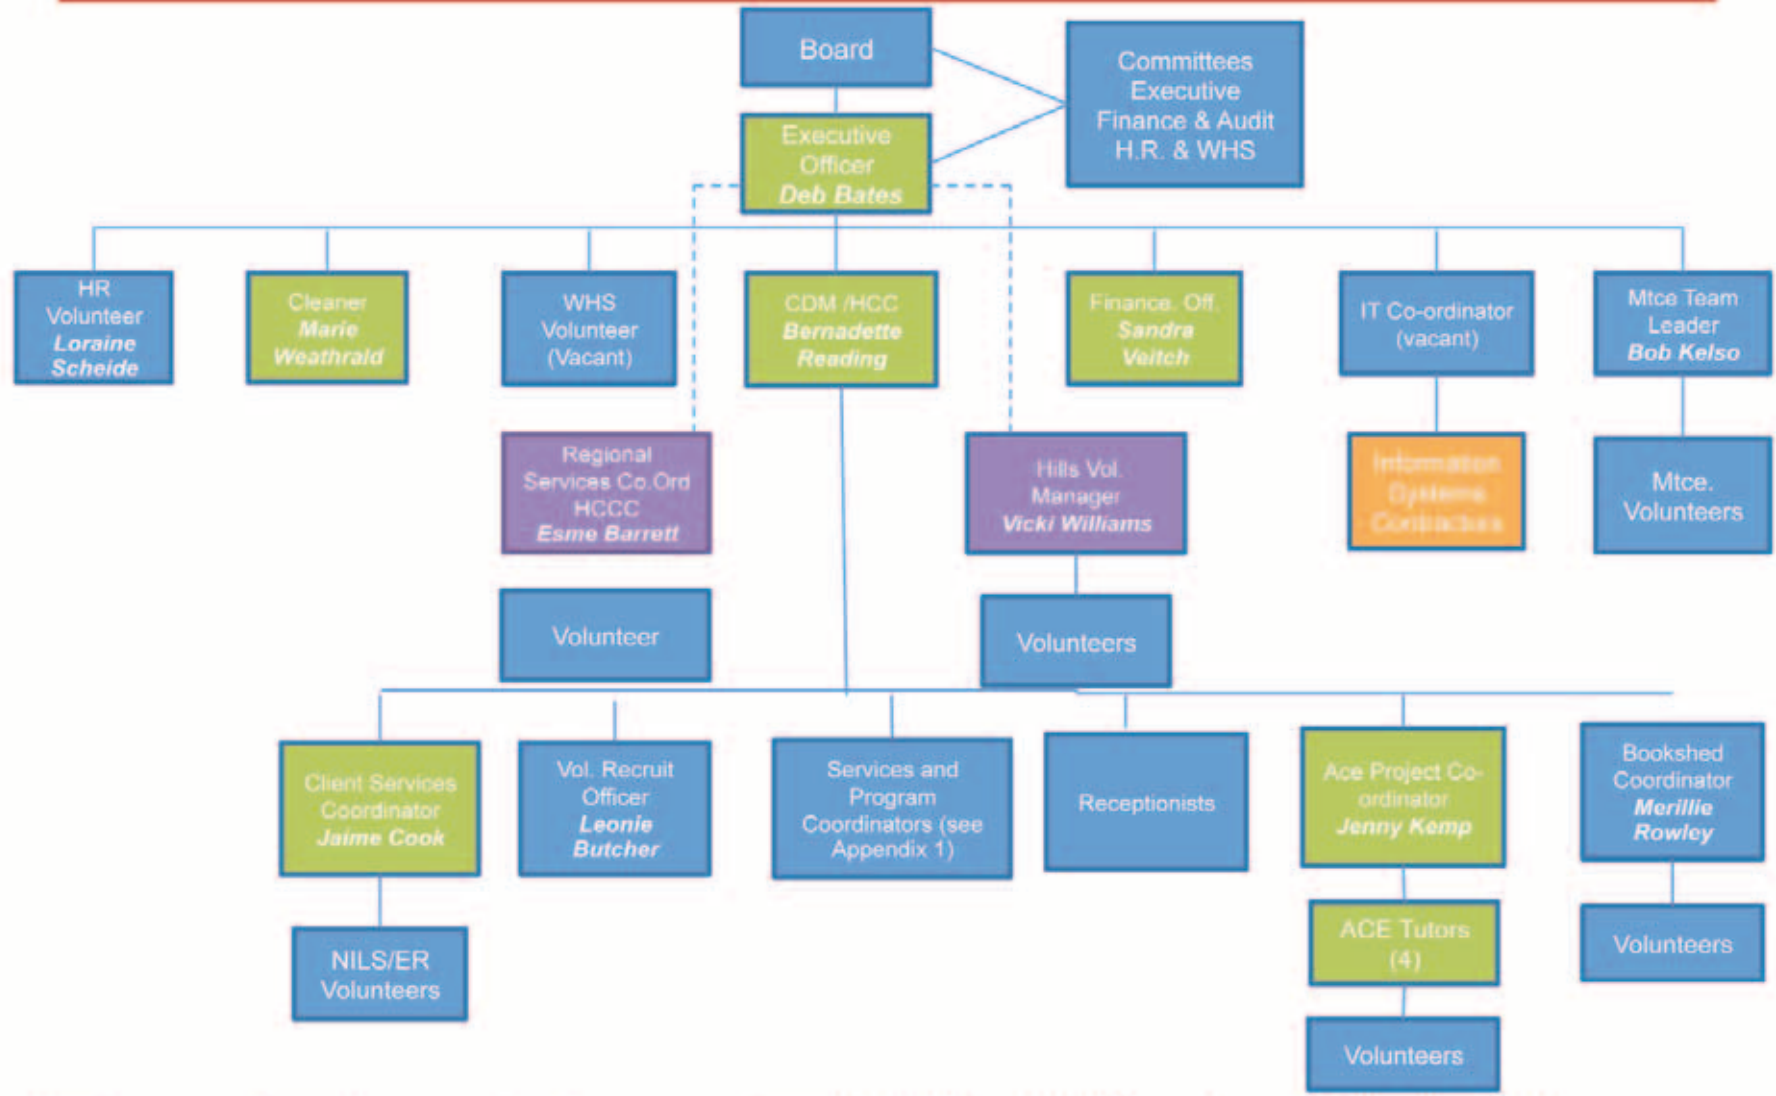 Board
Committees
Executive
Finance & Audit
H.R. & WHS
Executive
Officer
Deb Bates
HR
Volunteer
Loraine
Scheide
Cleaner
Marie
Weathrald
WHS
Volunteer
(Vacant)
CDM /HCC
Bernadette
Reading
Finance. Off.
Sandra
Veitch
IT Co-ordinator
(vacant)
Mtce Team
Leader
Bob Kelso
Regional
Services Co.Ord
HCCC
Esme Barrett
Hills Vol.
Manager
Vicki Williams
Information
Systems
Contractors
Mtce.
Volunteers
Volunteer
Volunteers
Client Services
Coordinator
Jaime Cook
Vol. Recruit
Officer
Leonie
Butcher
Services and
Program
Coordinators (see
Appendix 1)
Receptionists
Ace Project Co-
ordinator
Jenny Kemp
Bookshed
Coordinator
Merillie
Rowley
NILS/ER
Volunteers
ACE Tutors
(4)
Volunteers
Volunteers